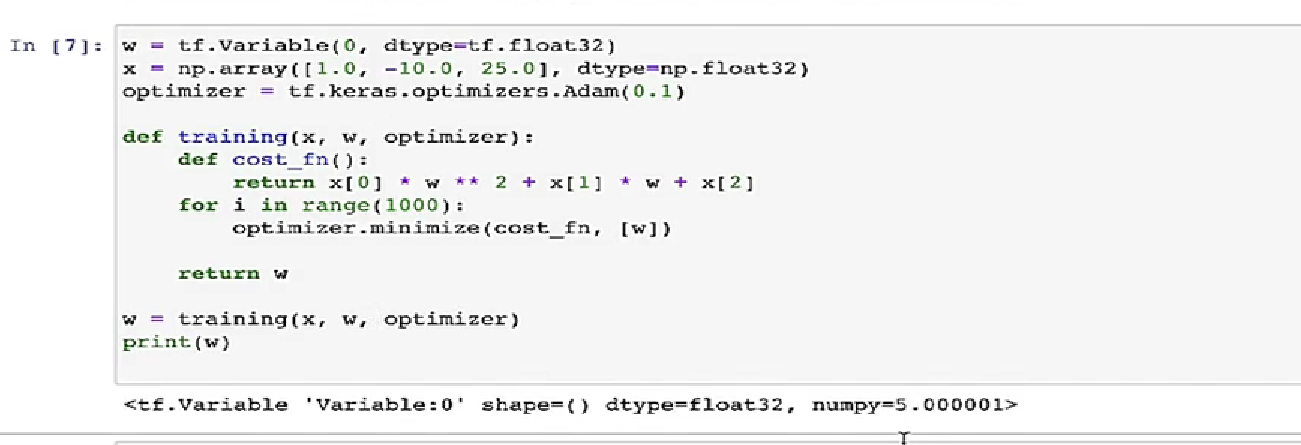 In [7]: w = tf.Variable(0, dtype=tf.float32)
x = np.array([1.0, -10.0, 25.0], dtype=np.float32)
optimizer = tf.keras.optimizers.Adam(0.1)
def training(x, w, optimizer):
def cost_fn():
return x[0] * w ** 2 + x[1] * w + x[2]
for i in range(1000):
optimizer.minimize(cost_fn, [w])
return w
w = training(x, w, optimizer)
print(w)
<tf.Variable 'Variable:0' shape=() dtype=float32, numpy=5.000001>